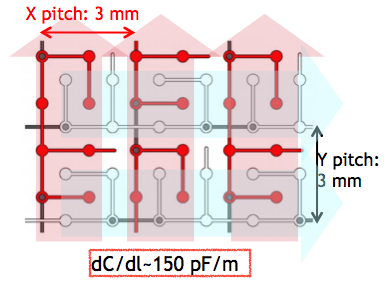 X pitch: 3 mm
Y pitch:
3 mm
dC/dl~150 pF/m